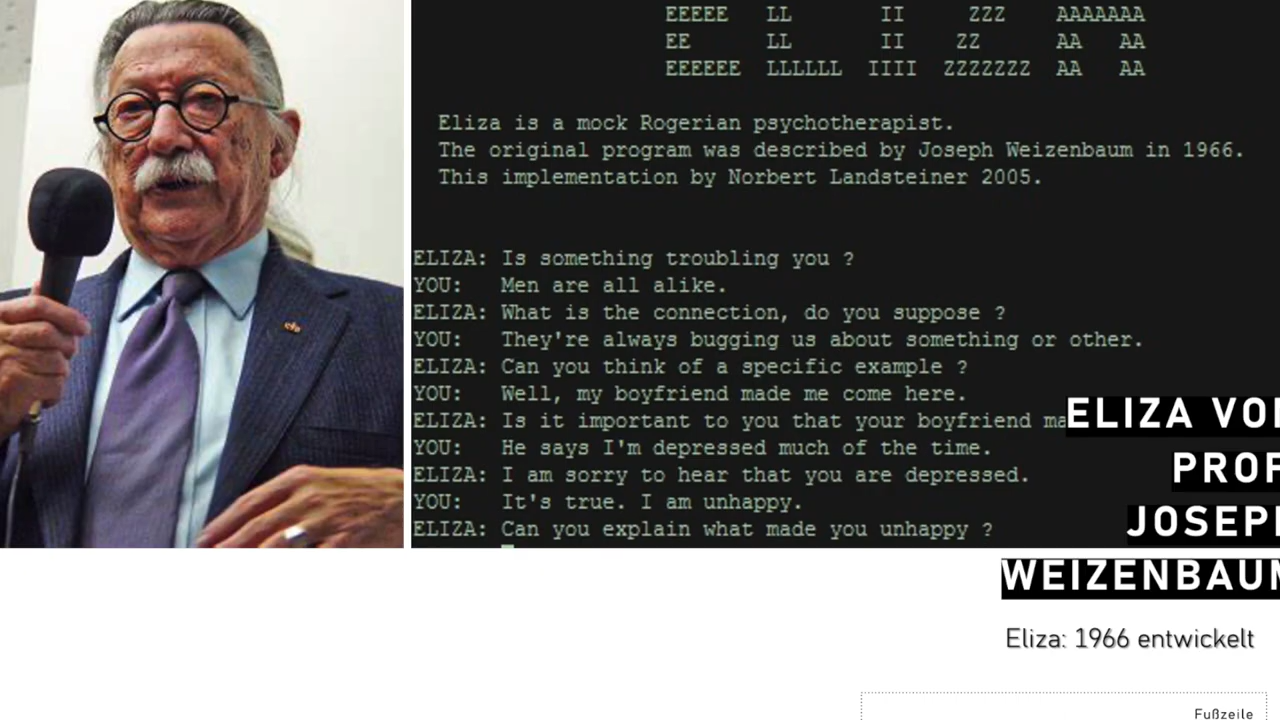 EEEEE LL II ZZZ AAAAAAA
EE LL II ZZ AA AA
EEEEEE LLLLLL IIII ZZZZZZZ AA AA
Eliza is a mock Rogerian psychotherapist.
The original program was described by Joseph Weizenbaum in 1966.
This implementation by Norbert Landsteiner 2005.
ELIZA: Is something troubling you ?
YOU: Men are all alike.
ELIZA: What is the connection, do you suppose ?
YOU: They're always bugging us about something or other.
ELIZA: Can you think of a specific example ?
YOU: Well, my boyfriend made me come here.
ELIZA: Is it important to you that your boyfriend ma
YOU: He says I'm depressed much of the time.
ELIZA: I am sorry to hear that you are depressed.
YOU: It's true. I am unhappy.
ELIZA: Can you explain what made you unhappy ?
ELIZA VO
PROF
JOSEP
WEIZENBAUM
Eliza: 1966 entwickelt
Fußzeile